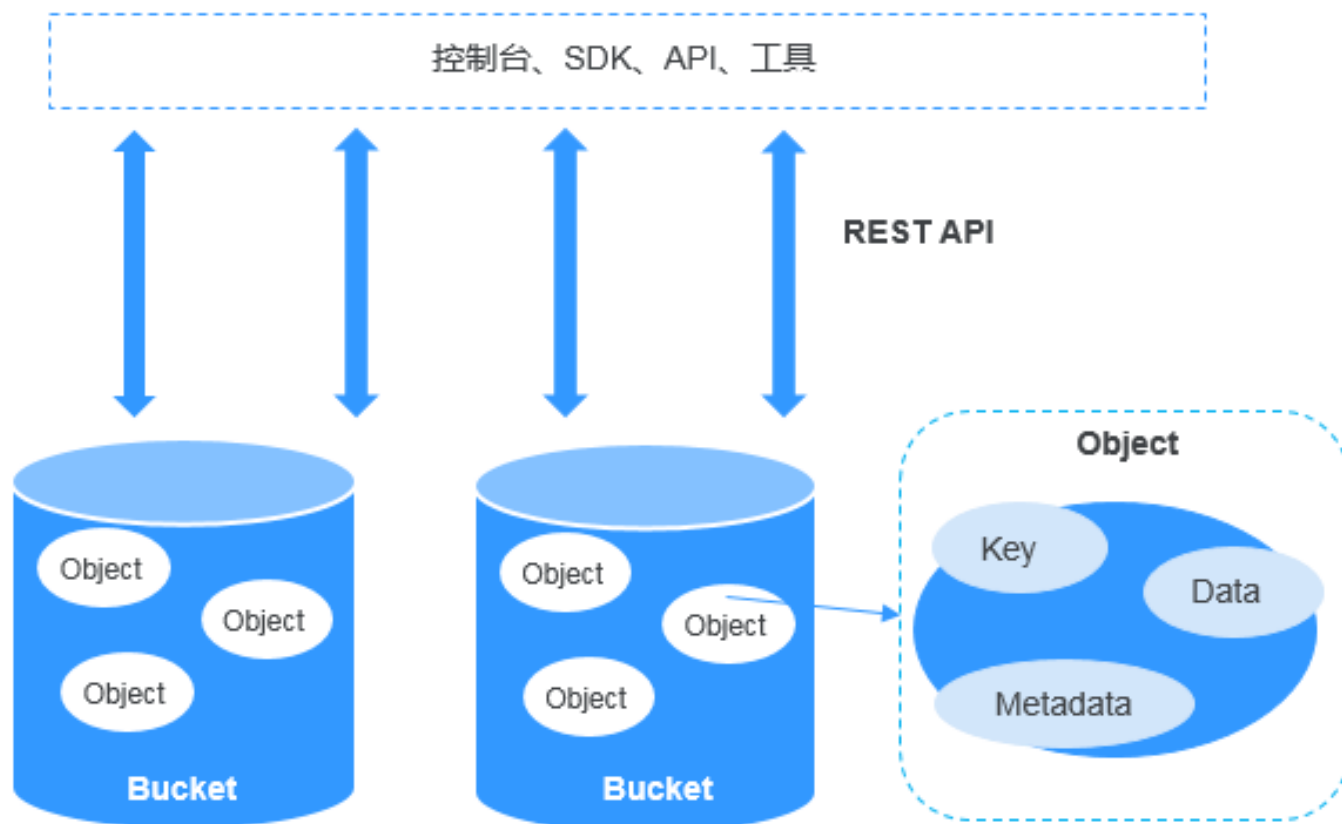 控制台、SDK、API、工具
REST API
Object
Object
Object
Bucket
Object
Object
Object
Bucket
Object
Key
Data
Metadata